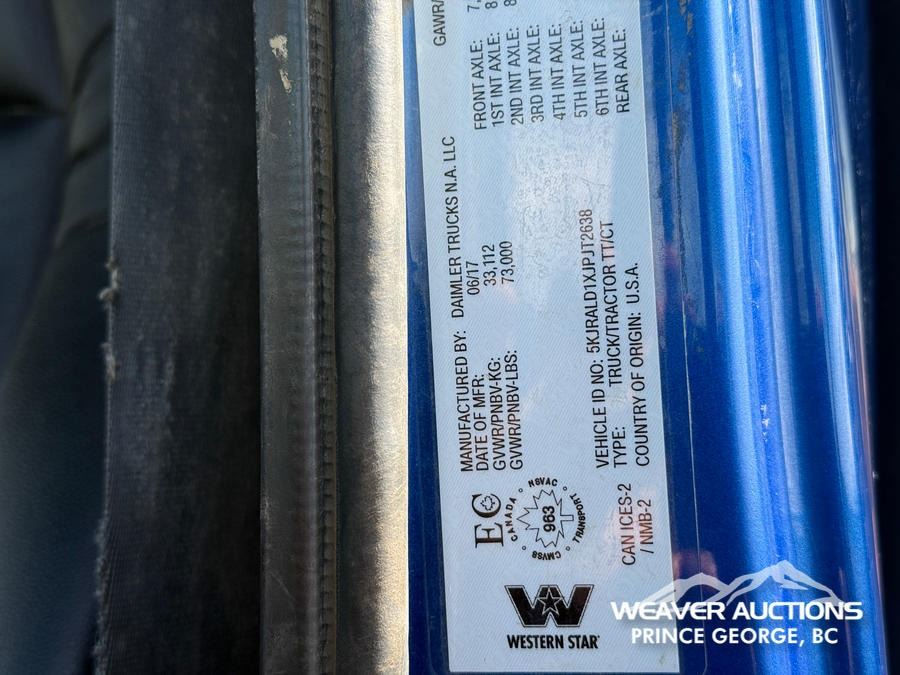 MANUFACTURED BY: DAIMLER TRUCKS N.A. LLC
DATE OF MFR: 06/17
GVWR/PNBV-KG: 33,112
GVWR/PNBV-LBS: 73,000
GAWR/
FRONT AXLE: 7,
1ST INT AXLE: 8
2ND INT AXLE: 8
3RD INT AXLE:
4TH INT AXLE:
5TH INT AXLE:
6TH INT AXLE:
REAR AXLE:
VEHICLE ID NO: 5KJRALD1XJPJT2638
TYPE: TRUCK/TRACTOR TT/CT
COUNTRY OF ORIGIN: U.S.A.
EC
CANADA NSVAC
963
CMVSS TRANSPORT
CAN ICES-2
/ NMB-2
WESTERN STAR
WEAVER AUCTIONS
PRINCE GEORGE, BC